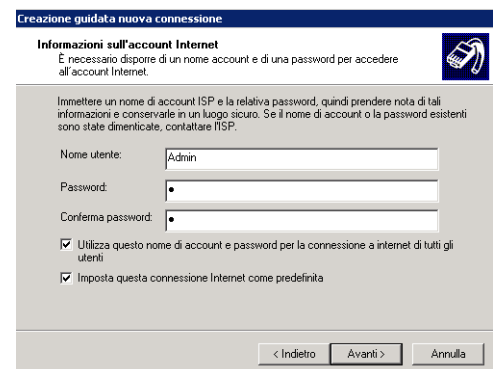 Creazione guidata nuova connessione
Informazioni sull'account Internet
È necessario disporre di un nome account e di una password per accedere
all'account Internet.
Immettere un nome di account ISP e la relativa password, quindi prendere nota di tali
informazioni e conservarle in un luogo sicuro. Se il nome di account o la password esistenti
sono state dimenticate, contattare l'ISP.
Nome utente:
Admin
Password:
●
Conferma password:
●
Utilizza questo nome di account e password per la connessione a internet di tutti gli
utenti
Imposta questa connessione Internet come predefinita
< Indietro
Avanti >
Annulla